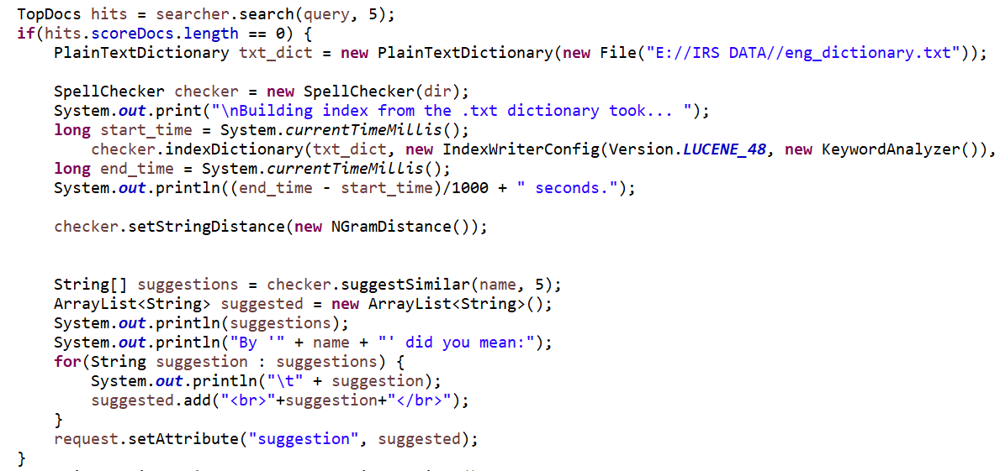 TopDocs hits = searcher.search(query, 5);
if(hits.scoreDocs.length == 0) {
    PlainTextDictionary txt_dict = new PlainTextDictionary(new File("E://IRS DATA//eng_dictionary.txt"));

    SpellChecker checker = new SpellChecker(dir);
    System.out.print("\nBuilding index from the .txt dictionary took... ");
    long start_time = System.currentTimeMillis();
        checker.indexDictionary(txt_dict, new IndexWriterConfig(Version.LUCENE_48, new KeywordAnalyzer()),
    long end_time = System.currentTimeMillis();
    System.out.println((end_time - start_time)/1000 + " seconds.");

    checker.setStringDistance(new NGramDistance());

    String[] suggestions = checker.suggestSimilar(name, 5);
    ArrayList<String> suggested = new ArrayList<String>();
    System.out.println(suggestions);
    System.out.println("By '" + name + "' did you mean:");
    for(String suggestion : suggestions) {
        System.out.println("\t" + suggestion);
        suggested.add("<br>"+suggestion+"</br>");
    }
    request.setAttribute("suggestion", suggested);
}